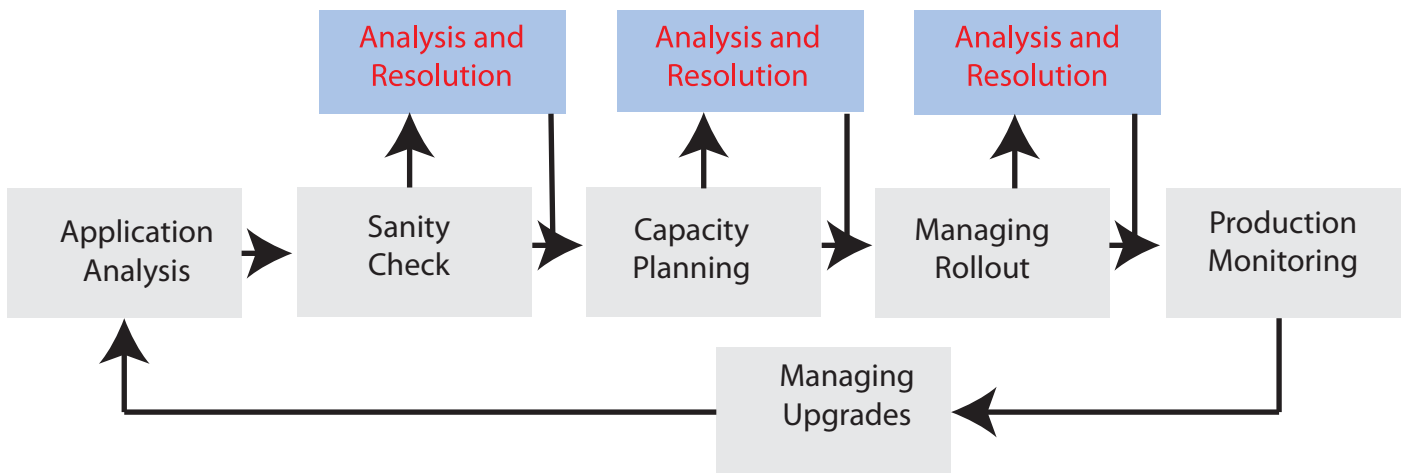 Analysis and
Resolution
Analysis and
Resolution
Analysis and
Resolution
Application
Analysis
Sanity
Check
Capacity
Planning
Managing
Rollout
Production
Monitoring
Managing
Upgrades